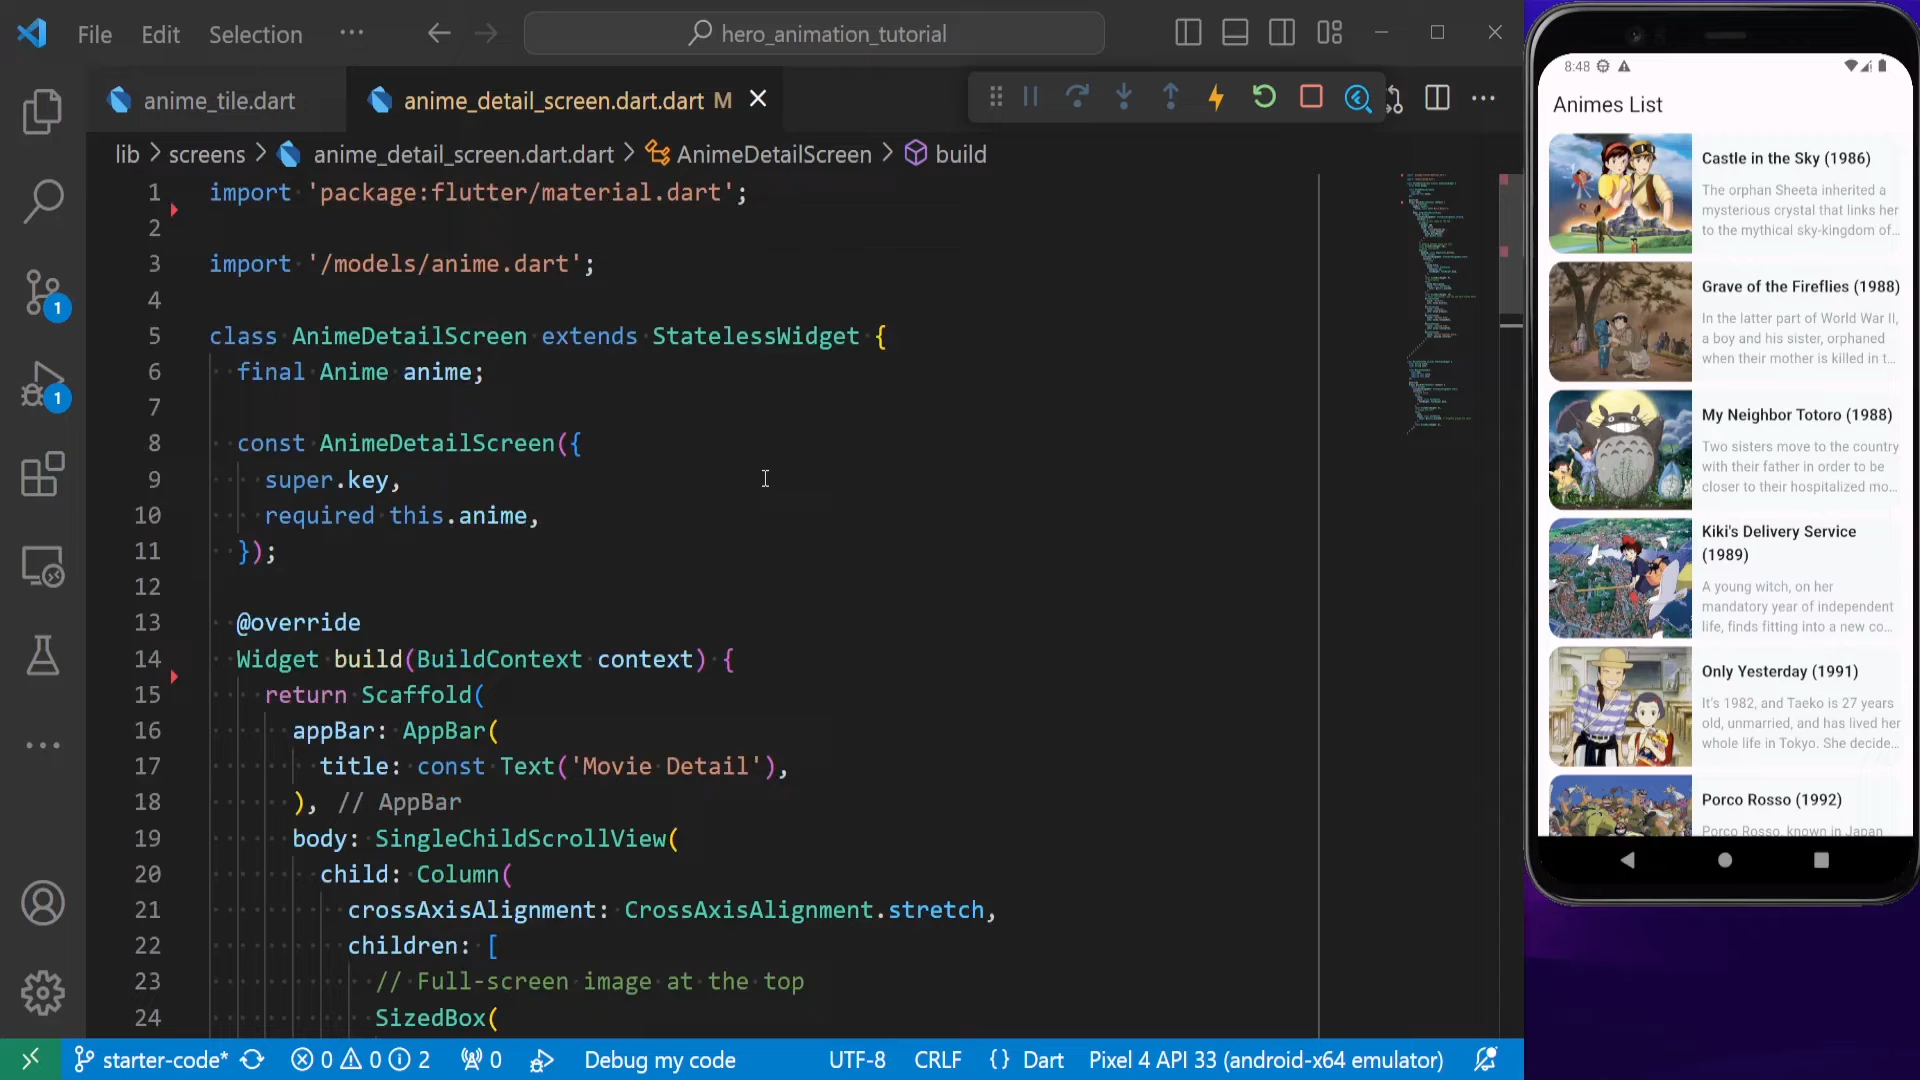 File Edit Selection ···
hero_animation_tutorial
anime_tile.dart
anime_detail_screen.dart.dart M
lib > screens > anime_detail_screen.dart.dart > AnimeDetailScreen > build
1 import 'package:flutter/material.dart';
2
3 import '/models/anime.dart';
4
5 class AnimeDetailScreen extends StatelessWidget {
6 final Anime anime;
7
8 const AnimeDetailScreen({
9 super.key,
10 required this.anime,
11 });
12
13 @override
14 Widget build(BuildContext context) {
15 return Scaffold(
16 appBar: AppBar(
17 title: const Text('Movie Detail'),
18 ), // AppBar
19 body: SingleChildScrollView(
20 child: Column(
21 crossAxisAlignment: CrossAxisAlignment.stretch,
22 children: [
23 // Full-screen image at the top
24 SizedBox(
1
1
starter-code* 0 0 2 0 Debug my code UTF-8 CRLF {} Dart Pixel 4 API 33 (android-x64 emulator)
8:48
Animes List
Castle in the Sky (1986)
The orphan Sheeta inherited a
mysterious crystal that links her
to the mythical sky-kingdom of…
Grave of the Fireflies (1988)
In the latter part of World War II,
a boy and his sister, orphaned
when their mother is killed in t…
My Neighbor Totoro (1988)
Two sisters move to the country
with their father in order to be
closer to their hospitalized mo…
Kiki's Delivery Service
(1989)
A young witch, on her
mandatory year of independent
life, finds fitting into a new co…
Only Yesterday (1991)
It's 1982, and Taeko is 27 years
old, unmarried, and has lived her
whole life in Tokyo. She decide…
Porco Rosso (1992)
Porco Rosso, known in Japan